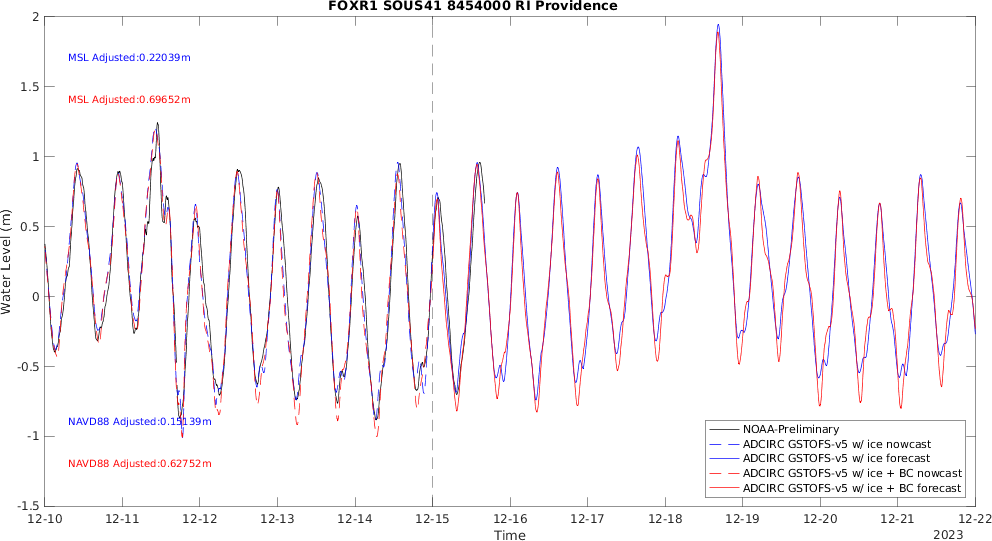 FOXR1 SOUS41 8454000 RI Providence
2
1.5
1
0.5
0
-0.5
-1
-1.5
Water Level (m)
MSL Adjusted:0.22039m
MSL Adjusted:0.69652m
NAVD88 Adjusted:0.15139m
NAVD88 Adjusted:0.62752m
NOAA-Preliminary
ADCIRC GSTOFS-v5 w/ ice nowcast
ADCIRC GSTOFS-v5 w/ ice forecast
ADCIRC GSTOFS-v5 w/ ice + BC nowcast
ADCIRC GSTOFS-v5 w/ ice + BC forecast
12-10 12-11 12-12 12-13 12-14 12-15 12-16 12-17 12-18 12-19 12-20 12-21 12-22
Time
2023